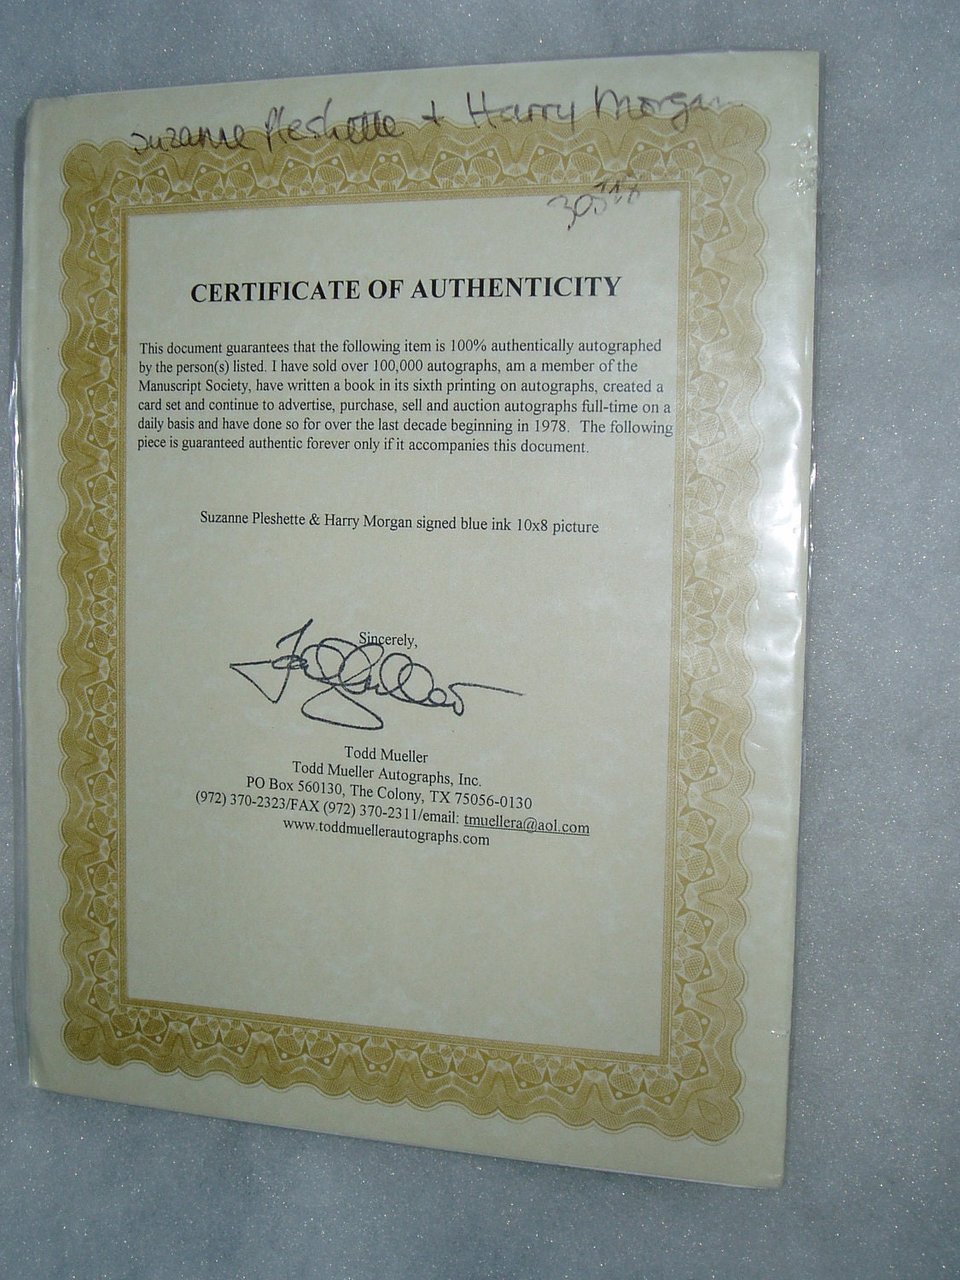 Suzanne Pleshette + Harry Morgan
CERTIFICATE OF AUTHENTICITY
This document guarantees that the following item is 100% authentically autographed
by the person(s) listed. I have sold over 100,000 autographs, am a member of the
Manuscript Society, have written a book in its sixth printing on autographs, created a
card set and continue to advertise, purchase, sell and auction autographs full-time on a
daily basis and have done so for over the last decade beginning in 1978. The following
piece is guaranteed authentic forever only if it accompanies this document.
Suzanne Pleshette & Harry Morgan signed blue ink 10x8 picture
Sincerely,
Todd Mueller
Todd Mueller Autographs, Inc.
PO Box 560130, The Colony, TX 75056-0130
(972) 370-2323/FAX (972) 370-2311/email: tmuellera@aol.com
www.toddmuellerautographs.com